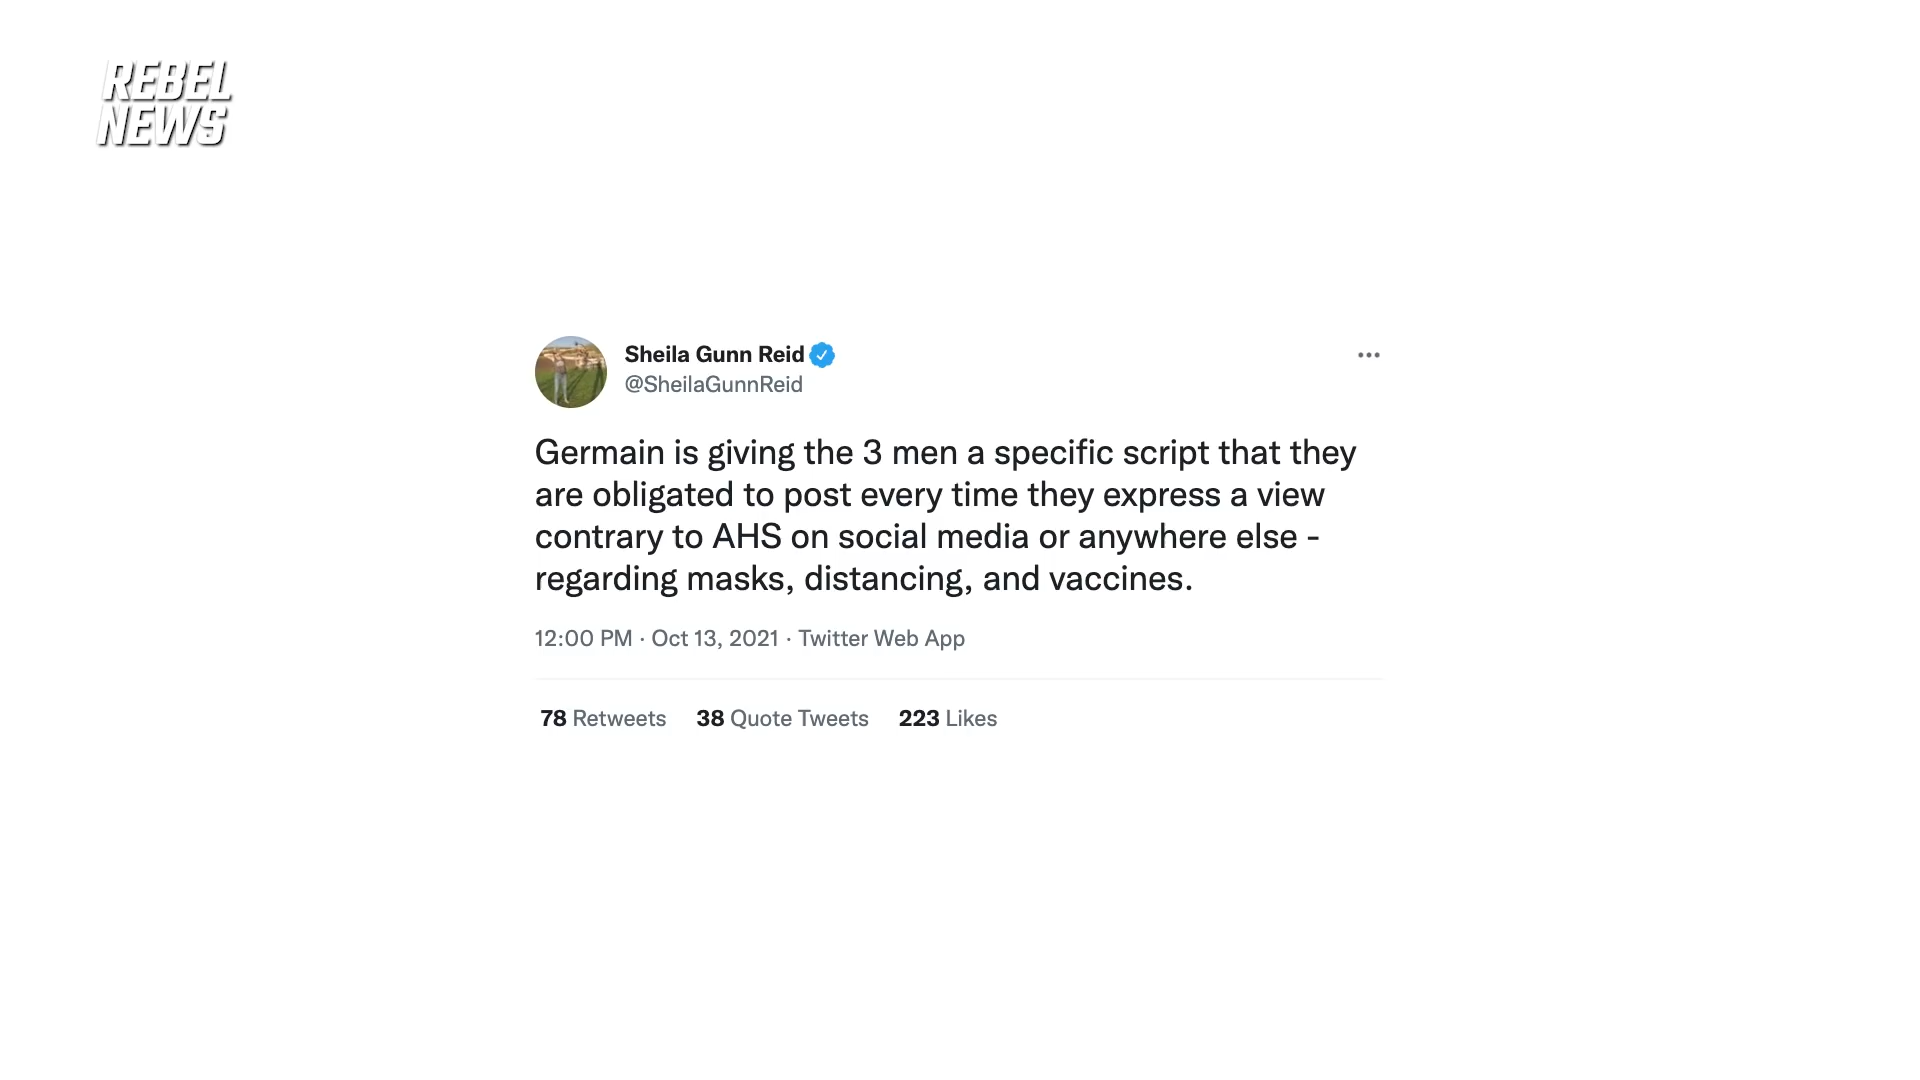 REBEL
NEWS
Sheila Gunn Reid
@SheilaGunnReid
Germain is giving the 3 men a specific script that they
are obligated to post every time they express a view
contrary to AHS on social media or anywhere else -
regarding masks, distancing, and vaccines.
12:00 PM · Oct 13, 2021 · Twitter Web App
78 Retweets 38 Quote Tweets 223 Likes